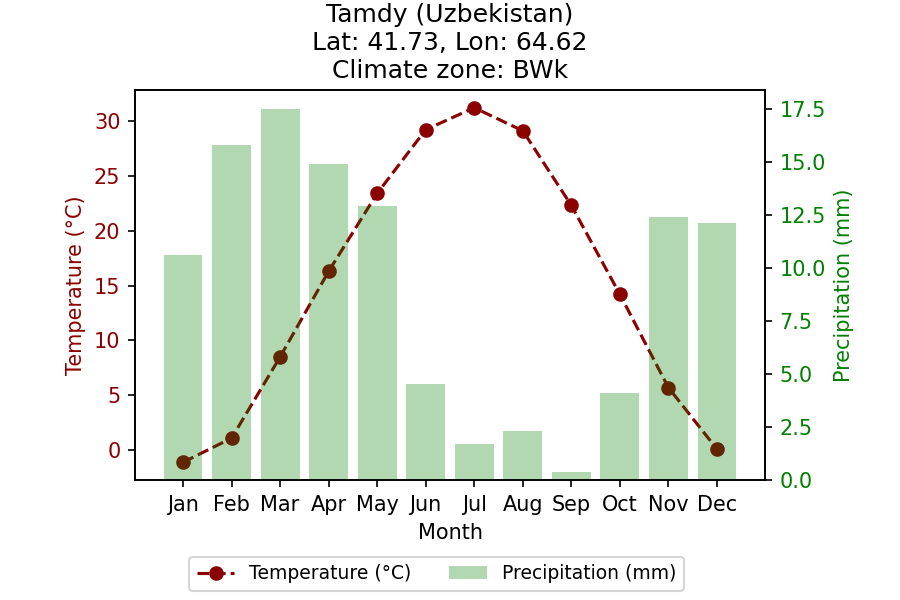 Tamdy (Uzbekistan)
Lat: 41.73, Lon: 64.62
Climate zone: BWk
Temperature (°C)
30
25
20
15
10
5
0
17.5
15.0
12.5
10.0
7.5
5.0
2.5
0.0
Precipitation (mm)
Jan Feb Mar Apr May Jun Jul Aug Sep Oct Nov Dec
Month
Temperature (°C) Precipitation (mm)